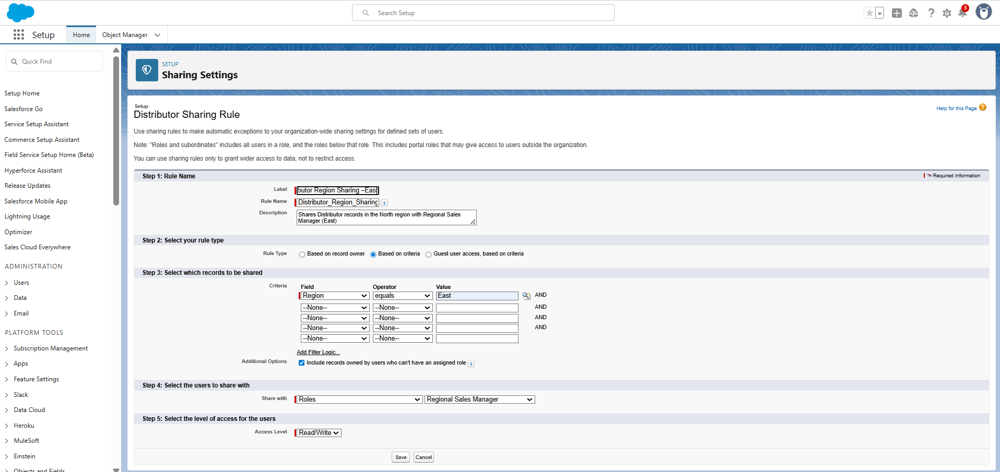 Search Setup
3
Setup
Home
Object Manager
Quick Find
Setup Home
Salesforce Go
Service Setup Assistant
Commerce Setup Assistant
Field Service Setup Home (Beta)
Hyperforce Assistant
Release Updates
Salesforce Mobile App
Lightning Usage
Optimizer
Sales Cloud Everywhere
ADMINISTRATION
Users
Data
Email
PLATFORM TOOLS
Subscription Management
Apps
Feature Settings
Slack
Data Cloud
Heroku
MuleSoft
Einstein
Objects and Fields
SETUP
Sharing Settings
Setup
Distributor Sharing Rule
Help for this Page ?
Use sharing rules to make automatic exceptions to your organization-wide sharing settings for defined sets of users.
Note: "Roles and subordinates" includes all users in a role, and the roles below that role. This includes portal roles that may give access to users outside the organization.
You can use sharing rules only to grant wider access to data, not to restrict access.
Step 1: Rule Name
= Required Information
Label butor Region Sharing –East
Rule Name Distributor_Region_Sharing i
Description Shares Distributor records in the North region with Regional Sales
Manager (East)
Step 2: Select your rule type
Rule Type Based on record owner Based on criteria Guest user access, based on criteria
Step 3: Select which records to be shared
Criteria Field Operator Value
Region equals East AND
--None-- --None-- AND
--None-- --None-- AND
--None-- --None-- AND
--None-- --None--
Add Filter Logic...
Additional Options Include records owned by users who can't have an assigned role i
Step 4: Select the users to share with
Share with Roles Regional Sales Manager
Step 5: Select the level of access for the users
Access Level Read/Write
Save Cancel